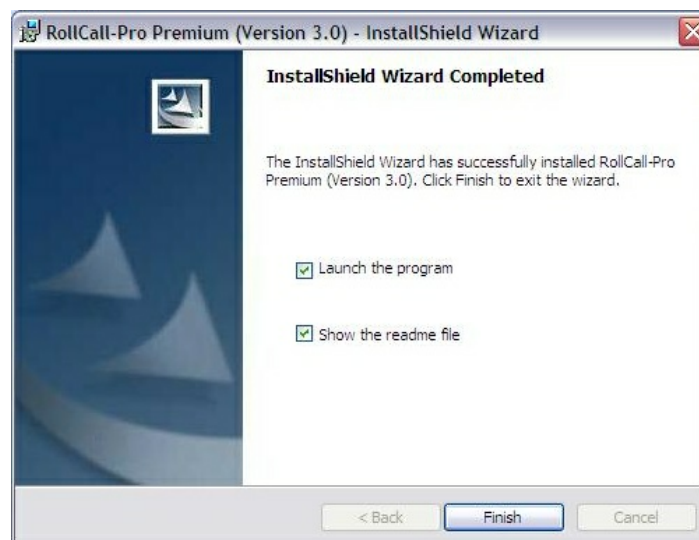 RollCall-Pro Premium (Version 3.0) - InstallShield Wizard
InstallShield Wizard Completed
The InstallShield Wizard has successfully installed RollCall-Pro
Premium (Version 3.0). Click Finish to exit the wizard.
Launch the program
Show the readme file
< Back
Finish
Cancel